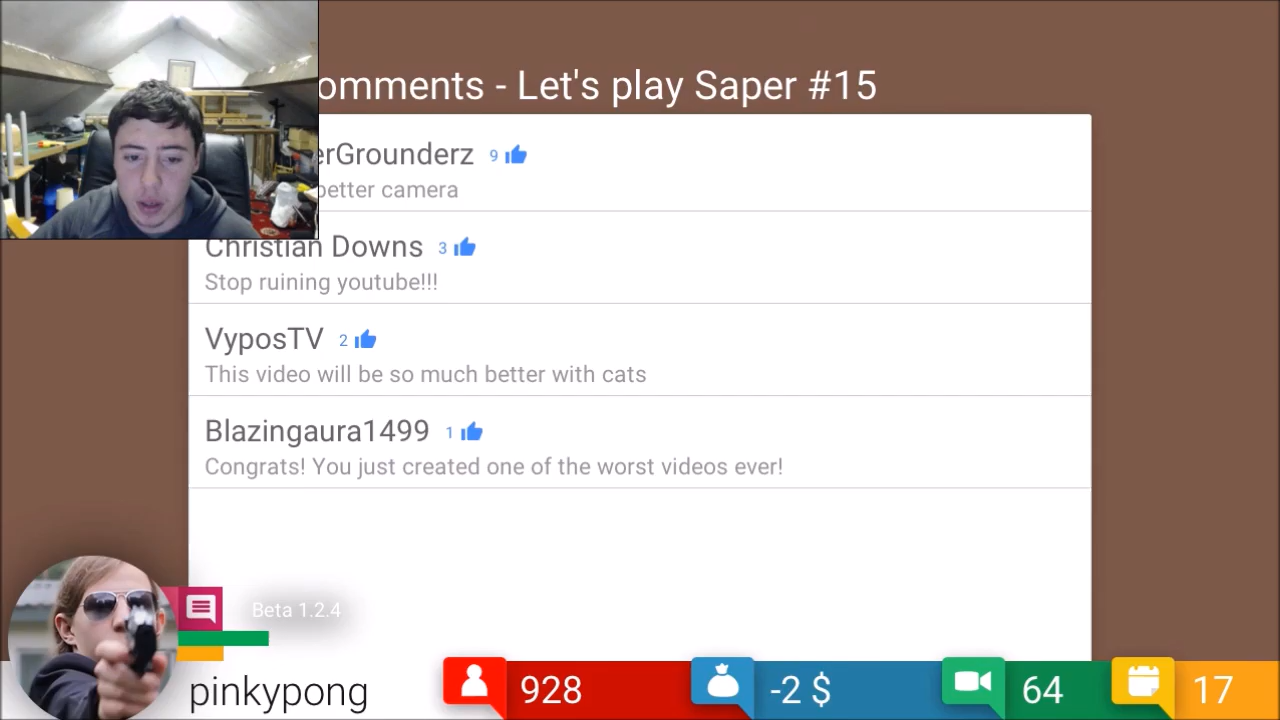 omments - Let's play Saper #15
erGrounderz 9
better camera
Christian Downs 3
Stop ruining youtube!!!
VyposTV 2
This video will be so much better with cats
Blazingaura1499 1
Congrats! You just created one of the worst videos ever!
Beta 1.2.4
pinkypong 928 -2 $ 64 17